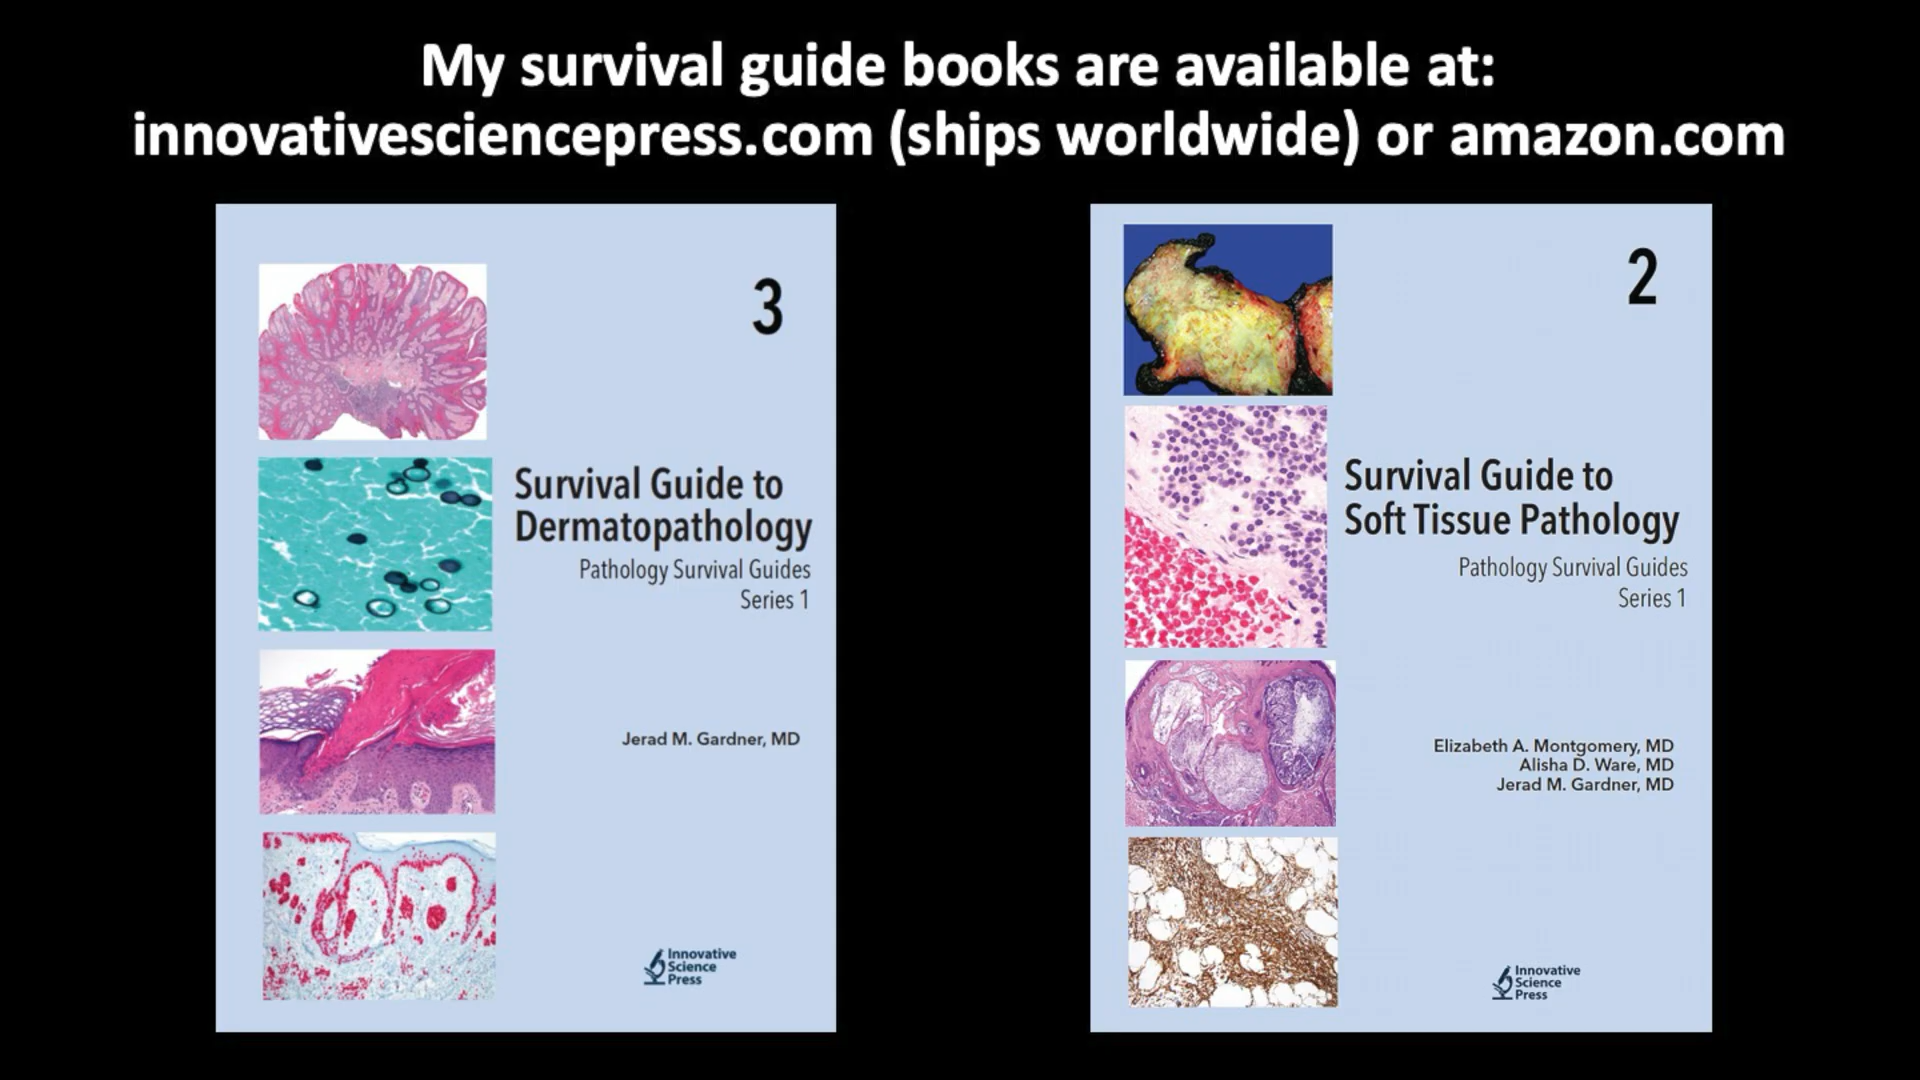 My survival guide books are available at:
innovativesciencepress.com (ships worldwide) or amazon.com
3
Survival Guide to
Dermatopathology
Pathology Survival Guides
Series 1
Jerad M. Gardner, MD
Innovative
Science
Press
2
Survival Guide to
Soft Tissue Pathology
Pathology Survival Guides
Series 1
Elizabeth A. Montgomery, MD
Alisha D. Ware, MD
Jerad M. Gardner, MD
Innovative
Science
Press